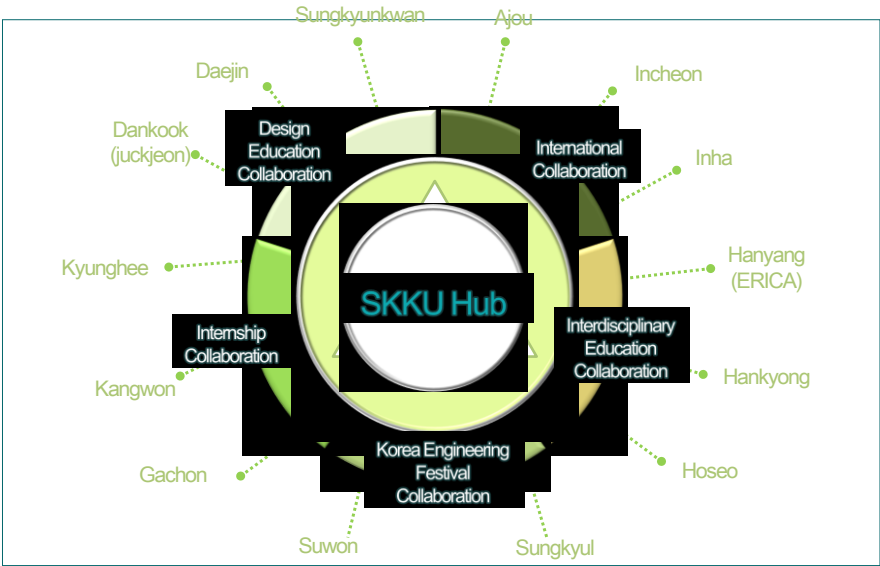 Sungkyunkwan
Ajou
Daejin
Incheon
Dankook
(juckjeon)
Design
Education
Collaboration
International
Collaboration
Inha
Kyunghee
Hanyang
(ERICA)
SKKU Hub
Internship
Collaboration
Interdisciplinary
Education
Collaboration
Kangwon
Hankyong
Korea Engineering
Festival
Collaboration
Gachon
Hoseo
Suwon
Sungkyul